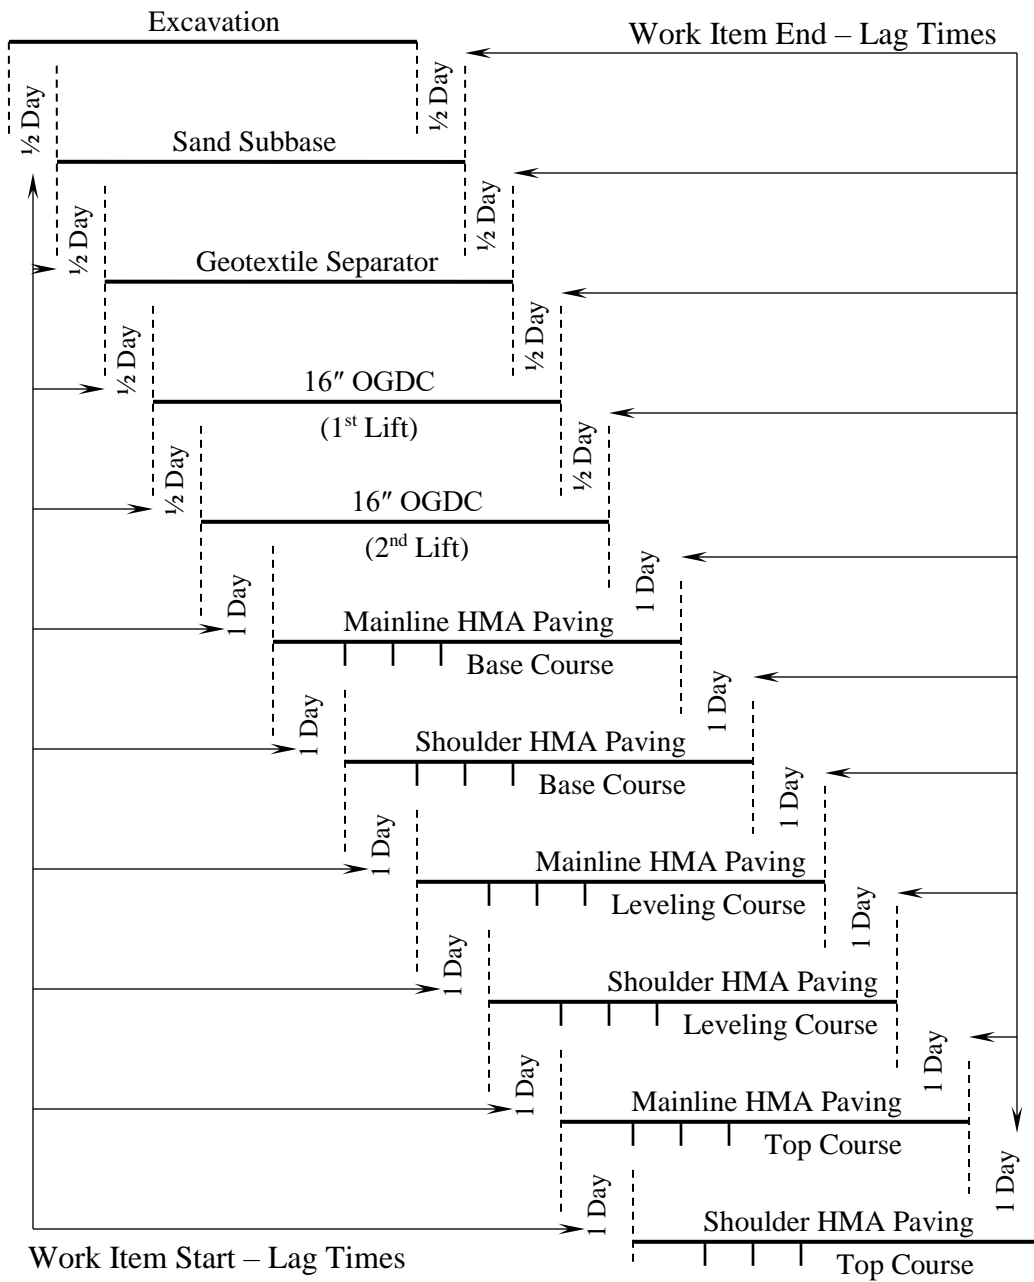 Excavation
Work Item End – Lag Times
½ Day
½ Day
Sand Subbase
½ Day
½ Day
Geotextile Separator
½ Day
½ Day
16″ OGDC
(1st Lift)
½ Day
½ Day
16″ OGDC
(2nd Lift)
1 Day
1 Day
Mainline HMA Paving
Base Course
1 Day
1 Day
Shoulder HMA Paving
Base Course
1 Day
1 Day
Mainline HMA Paving
Leveling Course
1 Day
1 Day
Shoulder HMA Paving
Leveling Course
1 Day
1 Day
Mainline HMA Paving
Top Course
1 Day
1 Day
Shoulder HMA Paving
Top Course
Work Item Start – Lag Times